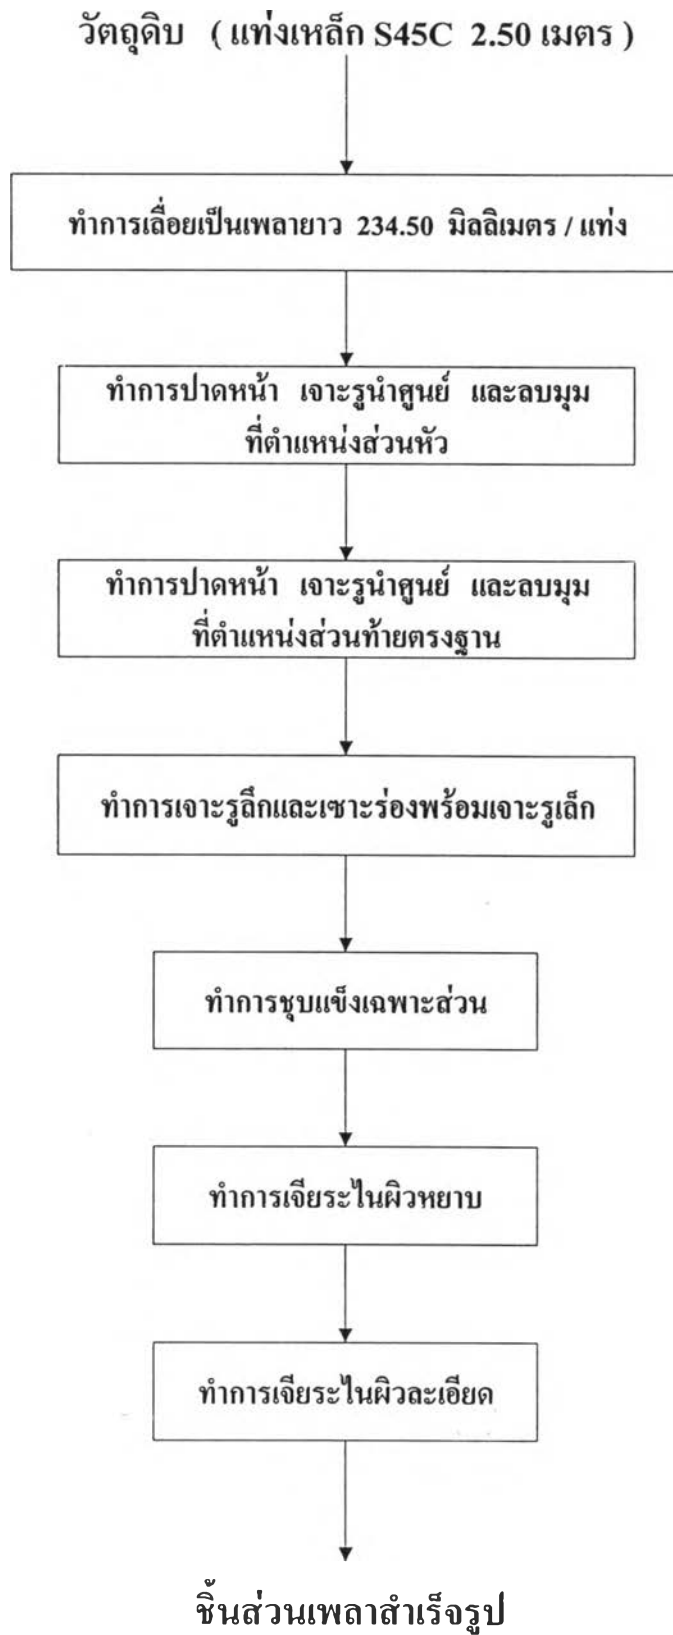 วัตถุดิบ ( แท่งเหล็ก S45C 2.50 เมตร )
ทำการเลื่อยเป็นเพลายาว 234.50 มิลลิเมตร / แท่ง
ทำการปาดหน้า เจาะรูนำศูนย์ และลบมุม
ที่ตำแหน่งส่วนหัว
ทำการปาดหน้า เจาะรูนำศูนย์ และลบมุม
ที่ตำแหน่งส่วนท้ายตรงฐาน
ทำการเจาะรูลึกและเซาะร่องพร้อมเจาะรูเล็ก
ทำการชุบแข็งเฉพาะส่วน
ทำการเจียระไนผิวหยาบ
ทำการเจียระไนผิวละเอียด
ชิ้นส่วนเพลาสำเร็จรูป